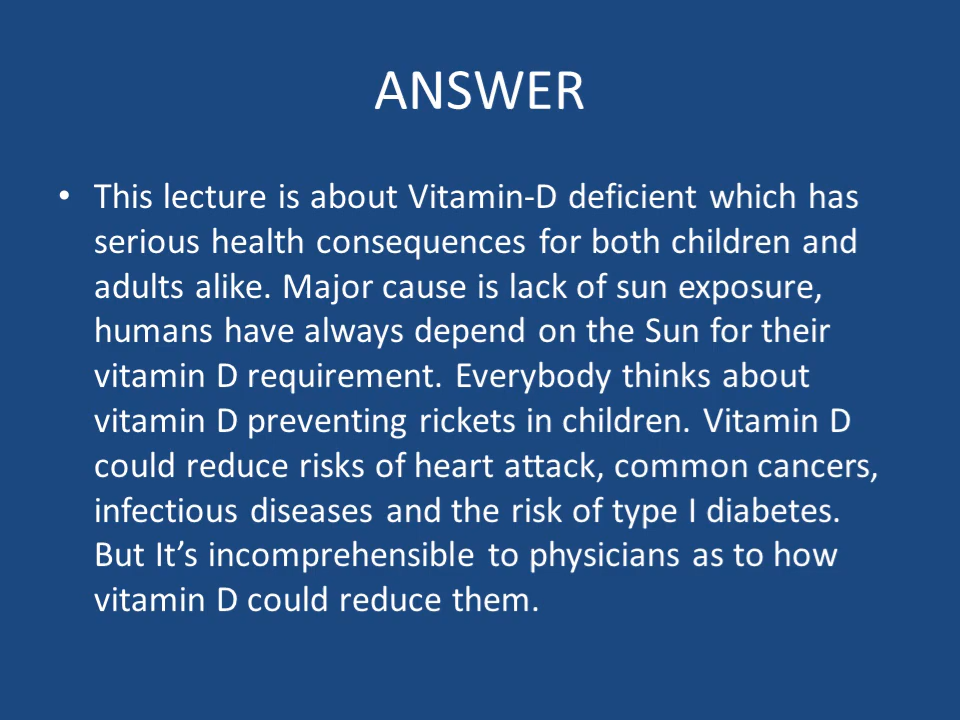 ANSWER
• This lecture is about Vitamin-D deficient which has
serious health consequences for both children and
adults alike. Major cause is lack of sun exposure,
humans have always depend on the Sun for their
vitamin D requirement. Everybody thinks about
vitamin D preventing rickets in children. Vitamin D
could reduce risks of heart attack, common cancers,
infectious diseases and the risk of type I diabetes.
But It’s incomprehensible to physicians as to how
vitamin D could reduce them.